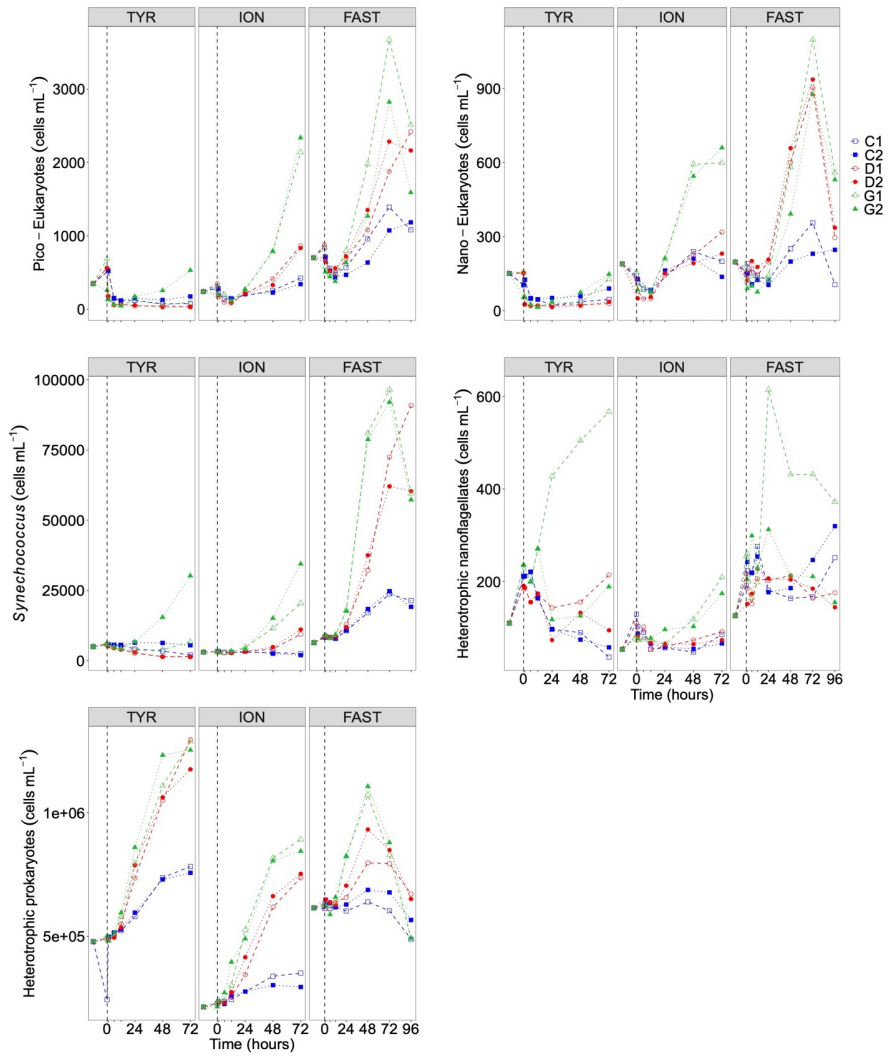 TYR ION FAST
Pico − Eukaryotes (cells mL−1)
3000
2000
1000
0
TYR ION FAST
Nano − Eukaryotes (cells mL−1)
900
600
300
0
C1
C2
D1
D2
G1
G2
TYR ION FAST
Synechococcus (cells mL−1)
100000
75000
50000
25000
0
TYR ION FAST
Heterotrophic nanoflagellates (cells mL−1)
600
400
200
0 24 48 72 0 24 48 72 0 24 48 72 96
Time (hours)
TYR ION FAST
Heterotrophic prokaryotes (cells mL−1)
1e+06
5e+05
0 24 48 72 0 24 48 72 0 24 48 72 96
Time (hours)